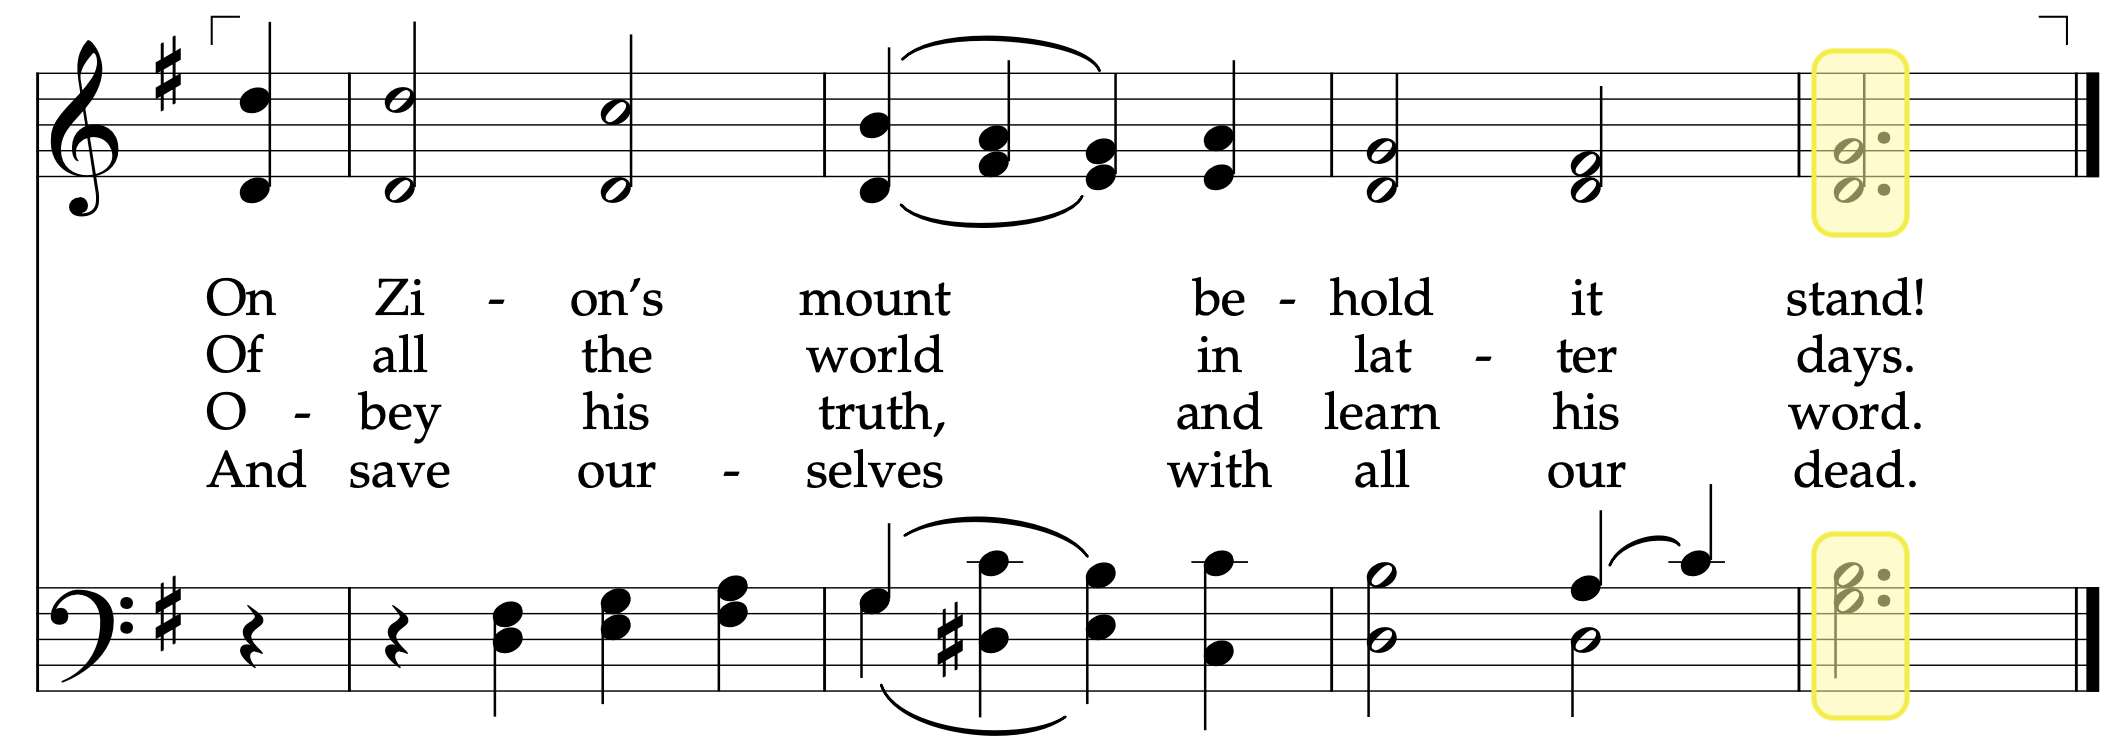 On Zi - on’s mount be - hold it stand!
Of all the world in lat - ter days.
O - bey his truth, and learn his word.
And save our - selves with all our dead.